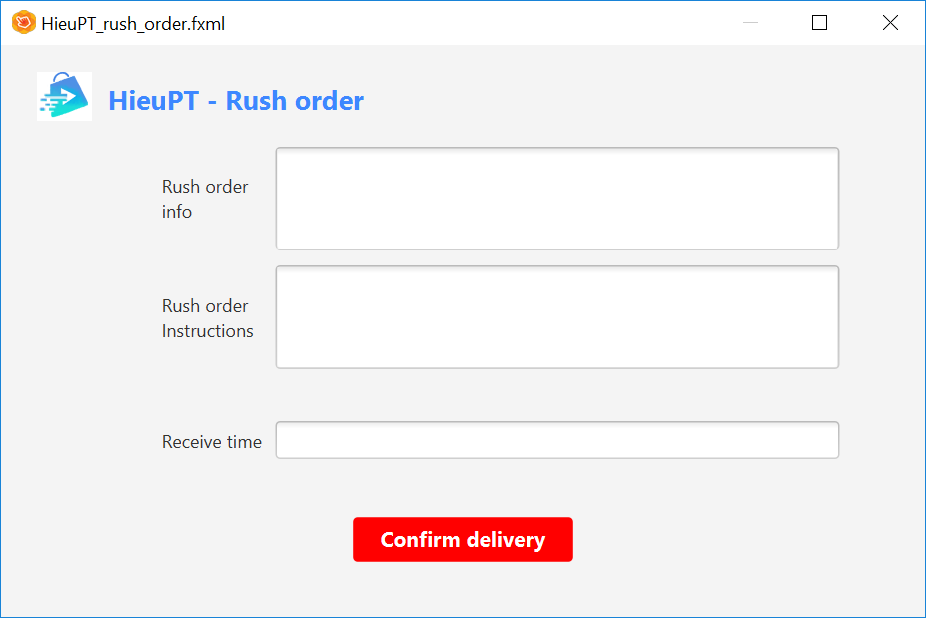 HieuPT_rush_order.fxml
HieuPT - Rush order
Rush order
info
Rush order
Instructions
Receive time
Confirm delivery